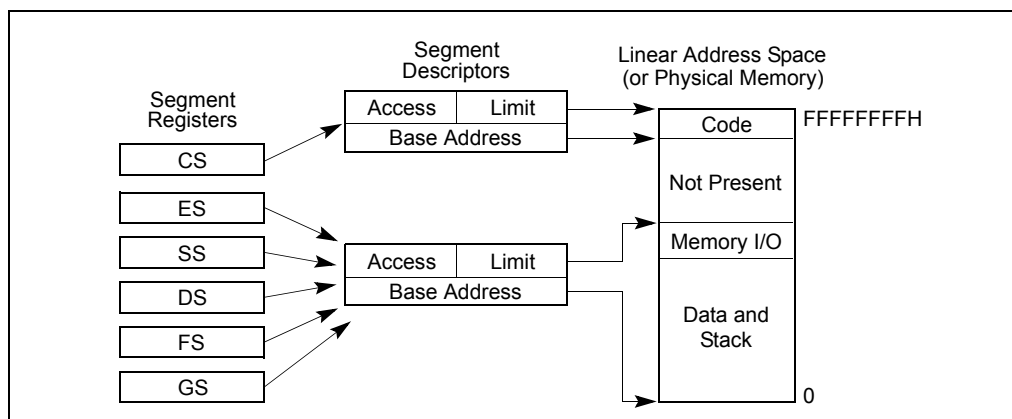 Segment
Registers
CS
ES
SS
DS
FS
GS
Segment
Descriptors
Access
Limit
Base Address
Access
Limit
Base Address
Linear Address Space
(or Physical Memory)
Code
FFFFFFFFH
Not Present
Memory I/O
Data and
Stack
0